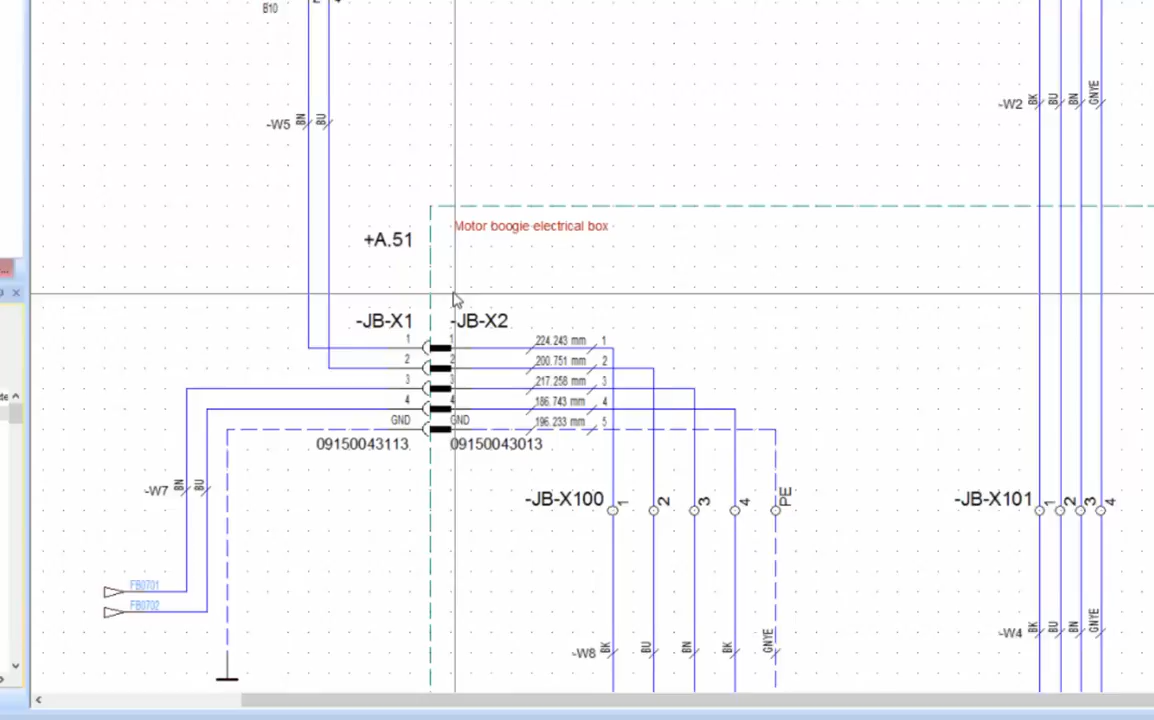 B10
-W2 BK BU BN GNYE
-W5 BN BU
Motor boogie electrical box
+A.51
-JB-X1 -JB-X2
1 1 224.243 mm 1
2 2 200.751 mm 2
3 3 217.258 mm 3
4 4 186.743 mm 4
GND GND 196.233 mm 5
09150043113 09150043013
-W7 BN BU
-JB-X100 1 2 3 4 PE
-JB-X101 1 2 3 4
FB0701
FB0702
-W8 BK BU BN BK GNYE
-W4 BK BU BN GNYE